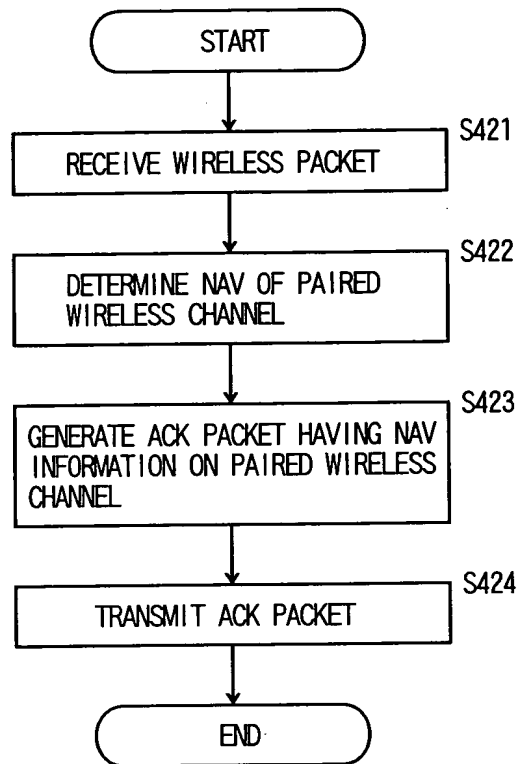 START
S421
RECEIVE WIRELESS PACKET
S422
DETERMINE NAV OF PAIRED
WIRELESS CHANNEL
S423
GENERATE ACK PACKET HAVING NAV
INFORMATION ON PAIRED WIRELESS
CHANNEL
S424
TRANSMIT ACK PACKET
END